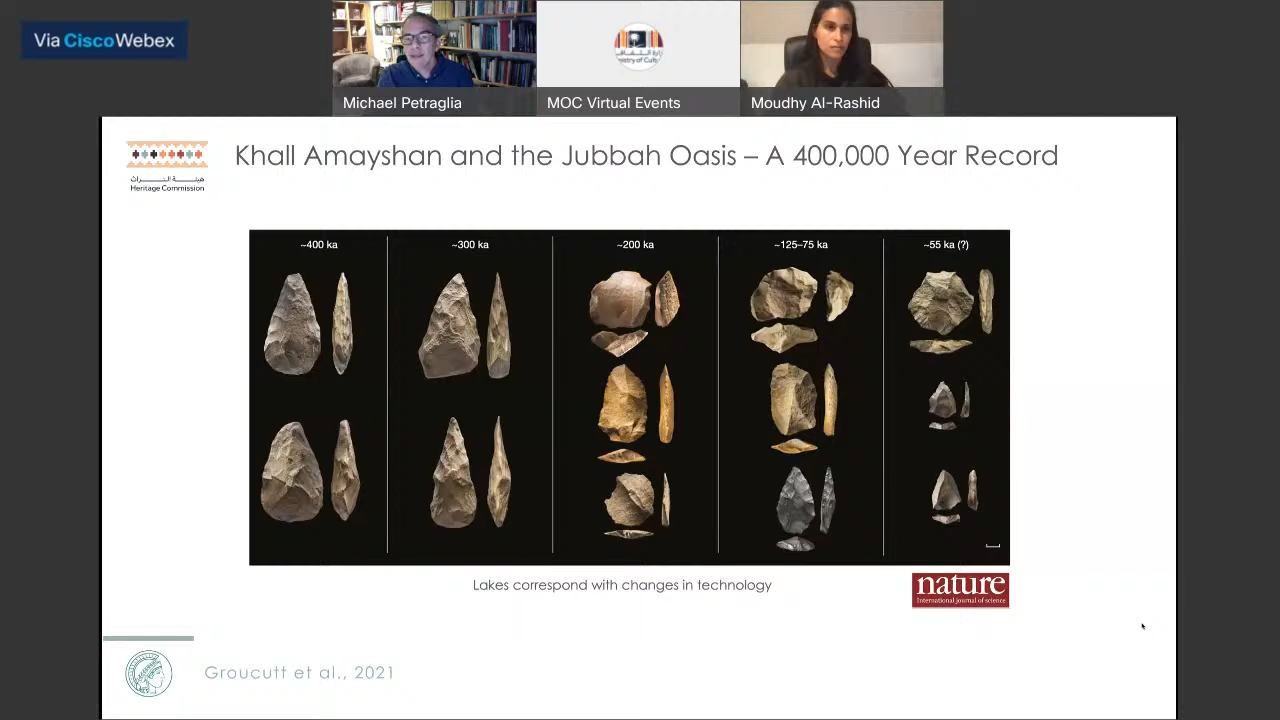 Via Cisco Webex
Michael Petraglia
MOC Virtual Events
Moudhy Al-Rashid
Heritage Commission
Khall Amayshan and the Jubbah Oasis – A 400,000 Year Record
~400 ka
~300 ka
~200 ka
~125–75 ka
~55 ka (?)
Lakes correspond with changes in technology
nature
International journal of science
Groucutt et al., 2021